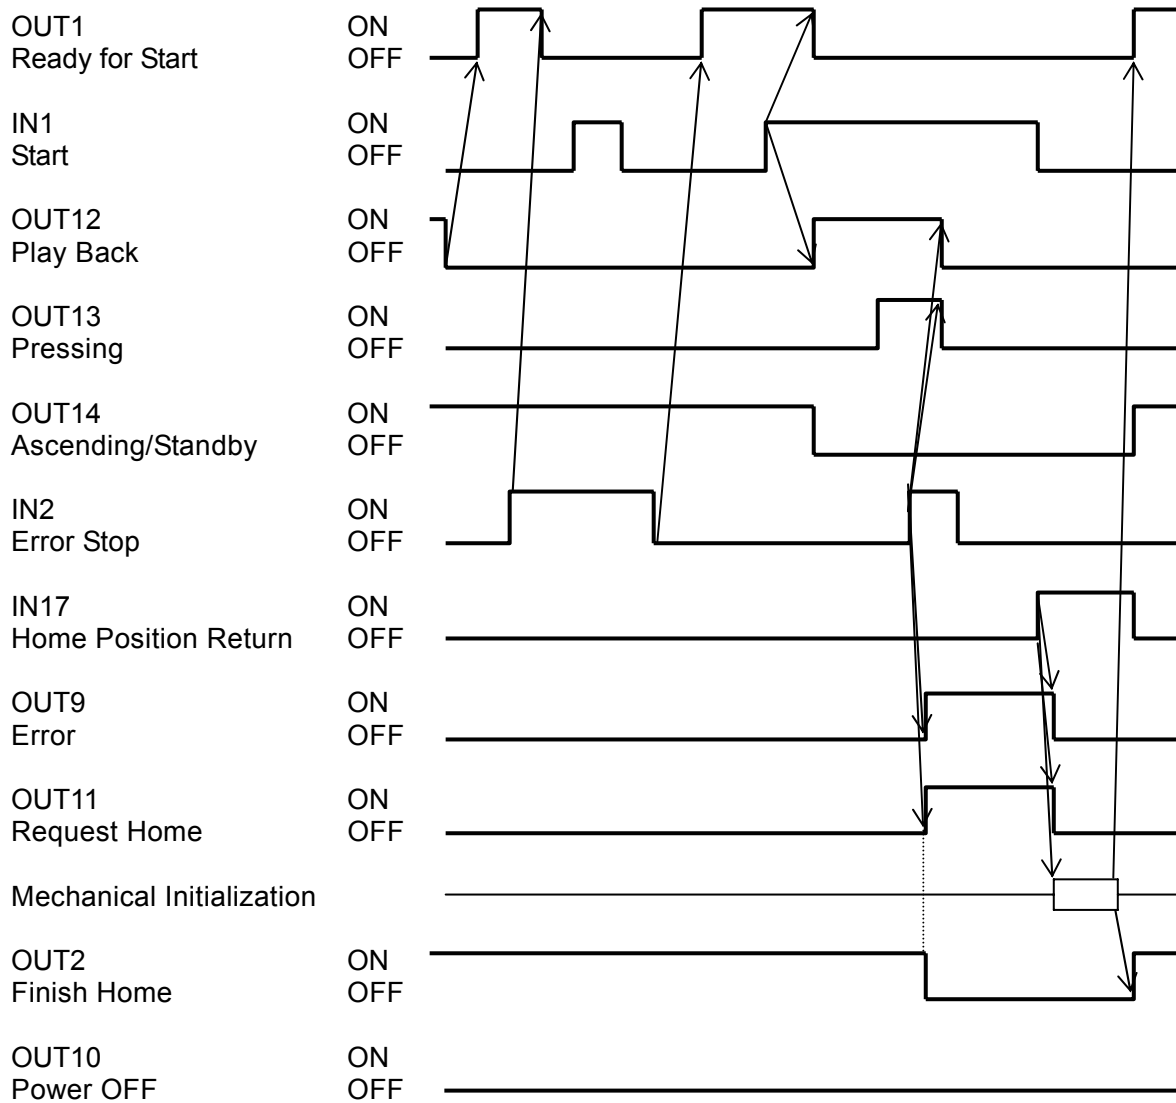 OUT1 ON
Ready for Start OFF
IN1 ON
Start OFF
OUT12 ON
Play Back OFF
OUT13 ON
Pressing OFF
OUT14 ON
Ascending/Standby OFF
IN2 ON
Error Stop OFF
IN17 ON
Home Position Return OFF
OUT9 ON
Error OFF
OUT11 ON
Request Home OFF
Mechanical Initialization
OUT2 ON
Finish Home OFF
OUT10 ON
Power OFF OFF